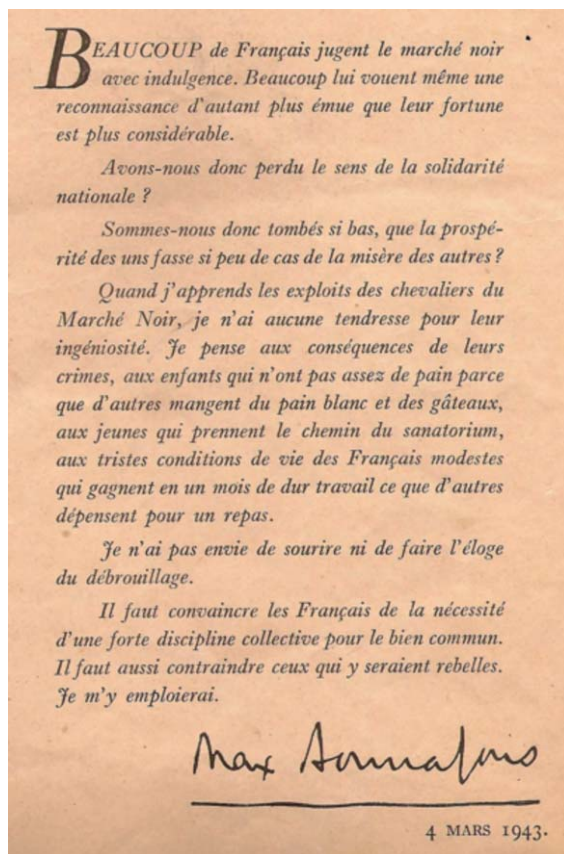 BEAUCOUP de Français jugent le marché noir
avec indulgence. Beaucoup lui vouent même une
reconnaissance d'autant plus émue que leur fortune
est plus considérable.
Avons-nous donc perdu le sens de la solidarité
nationale ?
Sommes-nous donc tombés si bas, que la prospé-
rité des uns fasse si peu de cas de la misère des autres ?
Quand j'apprends les exploits des chevaliers du
Marché Noir, je n'ai aucune tendresse pour leur
ingéniosité. Je pense aux conséquences de leurs
crimes, aux enfants qui n'ont pas assez de pain parce
que d'autres mangent du pain blanc et des gâteaux,
aux jeunes qui prennent le chemin du sanatorium,
aux tristes conditions de vie des Français modestes
qui gagnent en un mois de dur travail ce que d'autres
dépensent pour un repas.
Je n'ai pas envie de sourire ni de faire l'éloge
du débrouillage.
Il faut convaincre les Français de la nécessité
d'une forte discipline collective pour le bien commun.
Il faut aussi contraindre ceux qui y seraient rebelles.
Je m'y emploierai.
Max Bonnafous
4 MARS 1943.